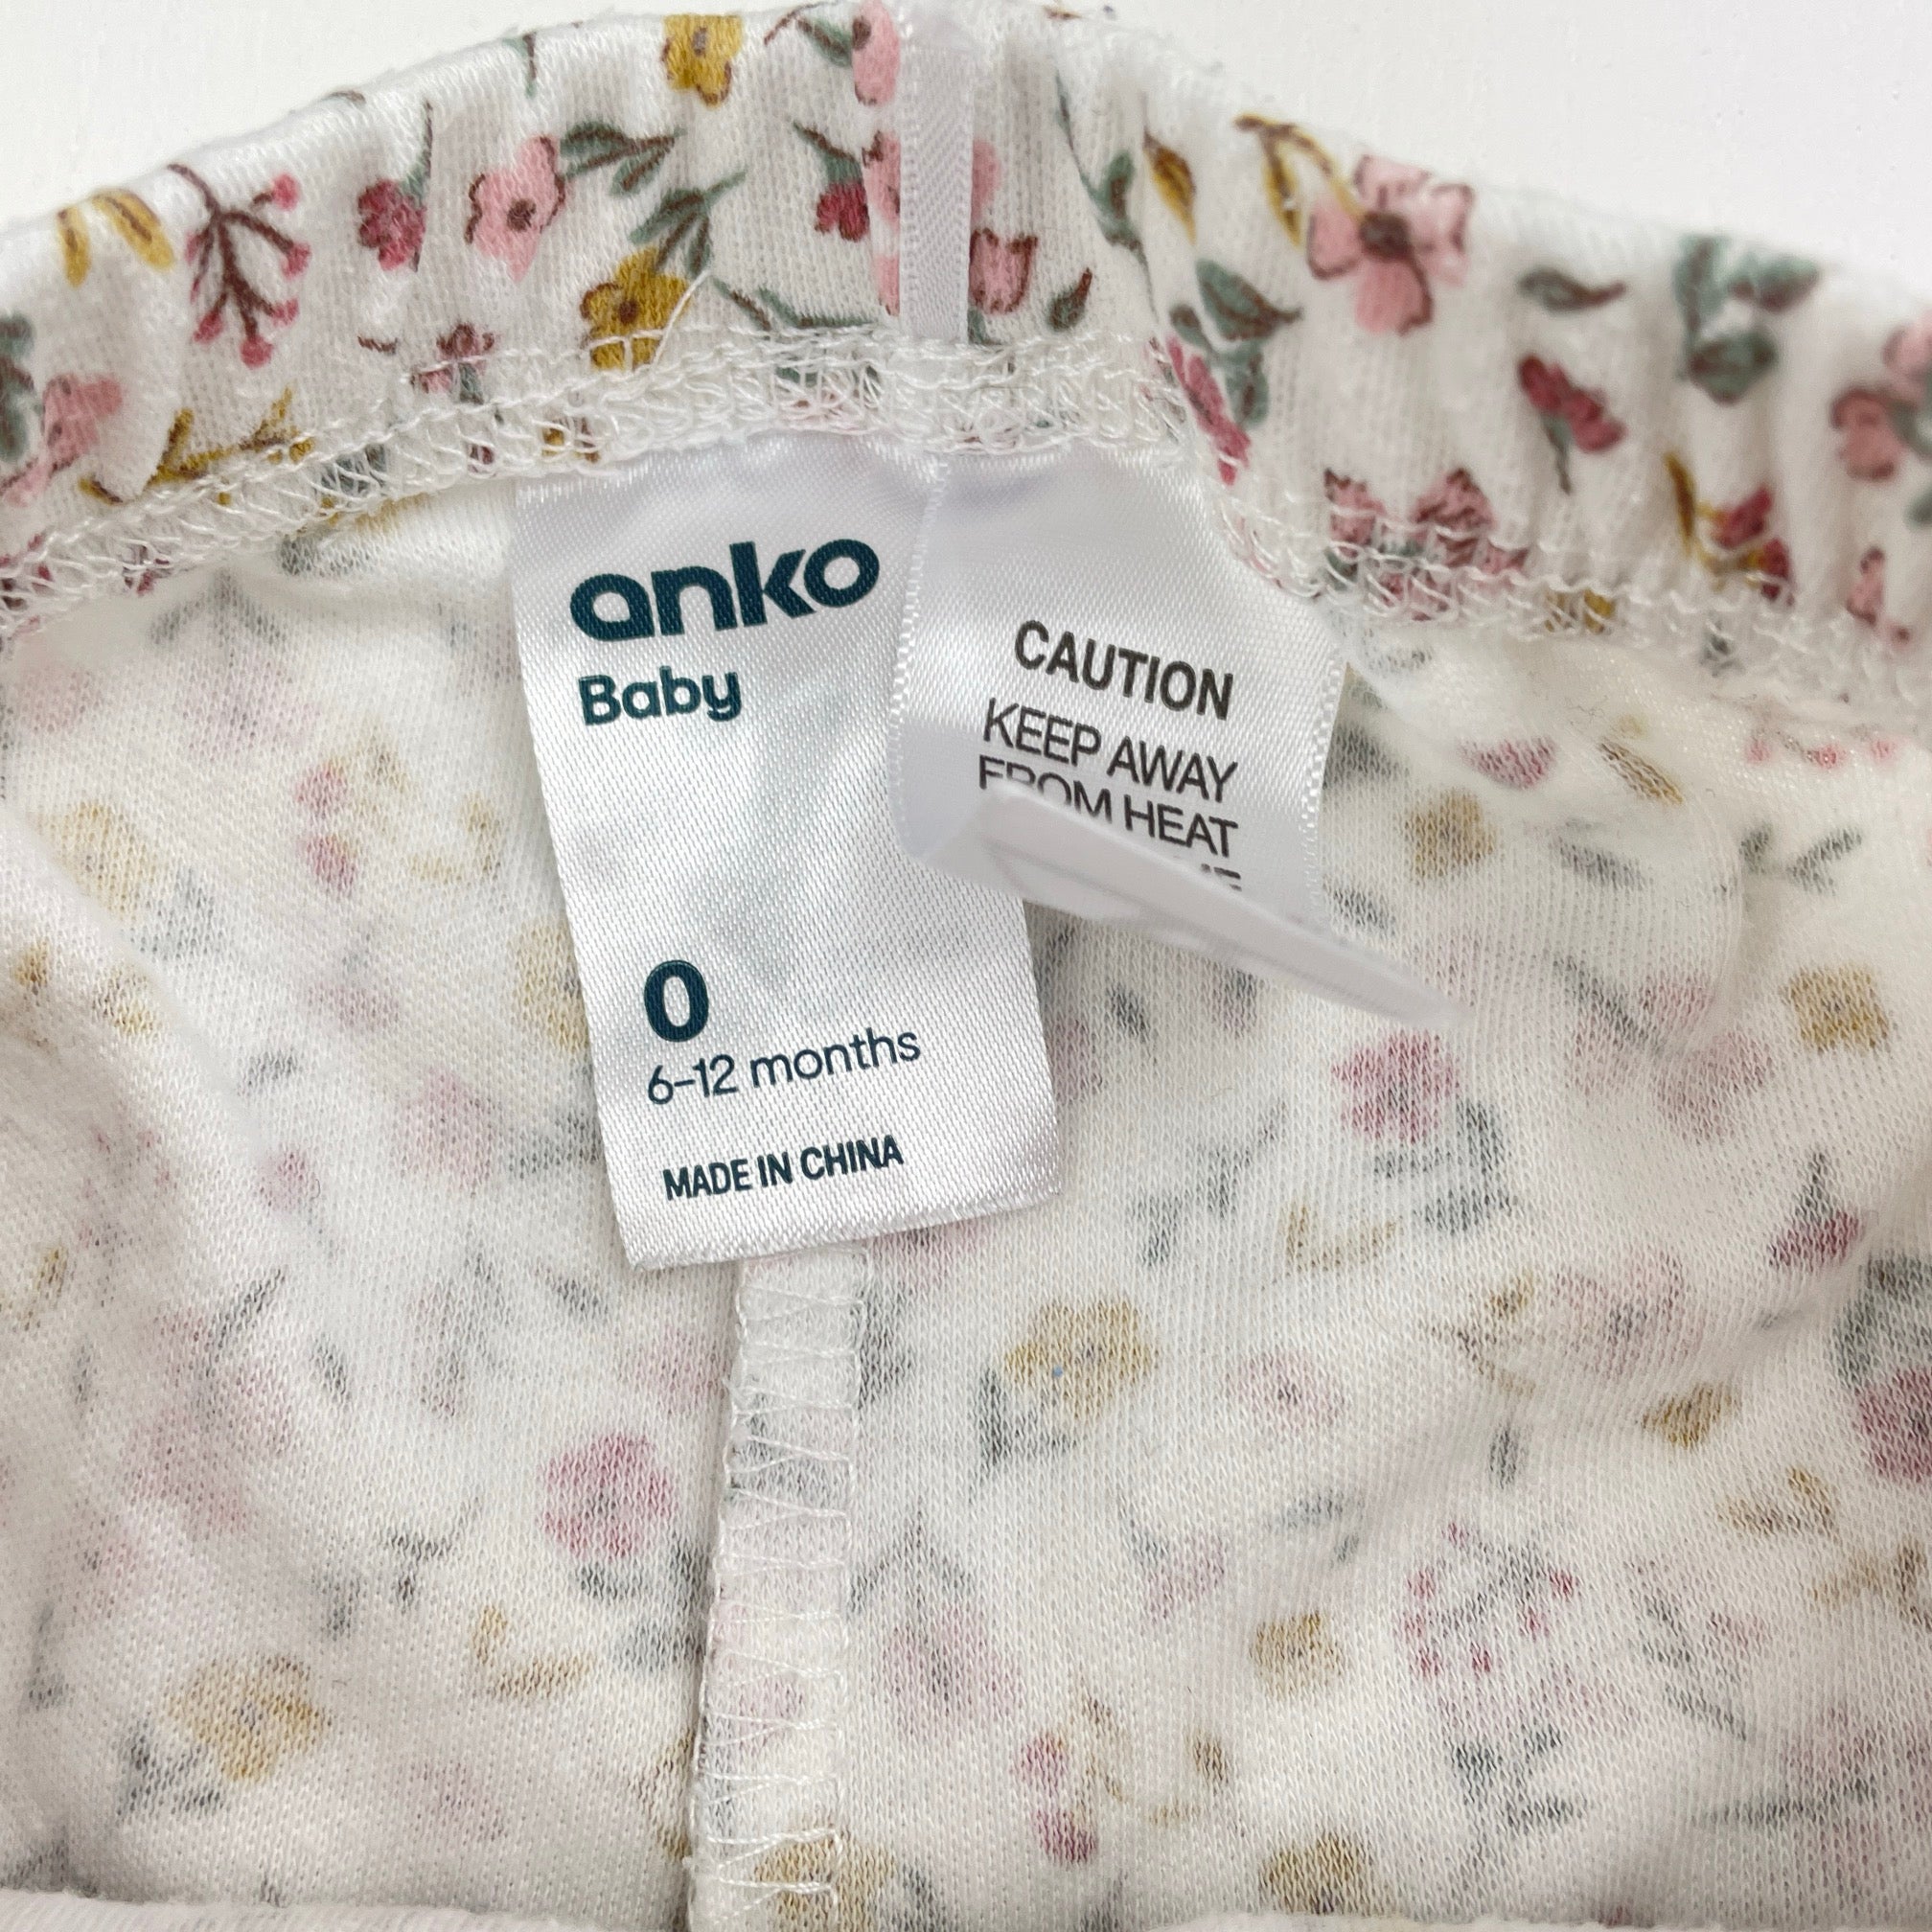 anko
Baby
0
6–12 months
MADE IN CHINA
CAUTION
KEEP AWAY
FROM HEAT